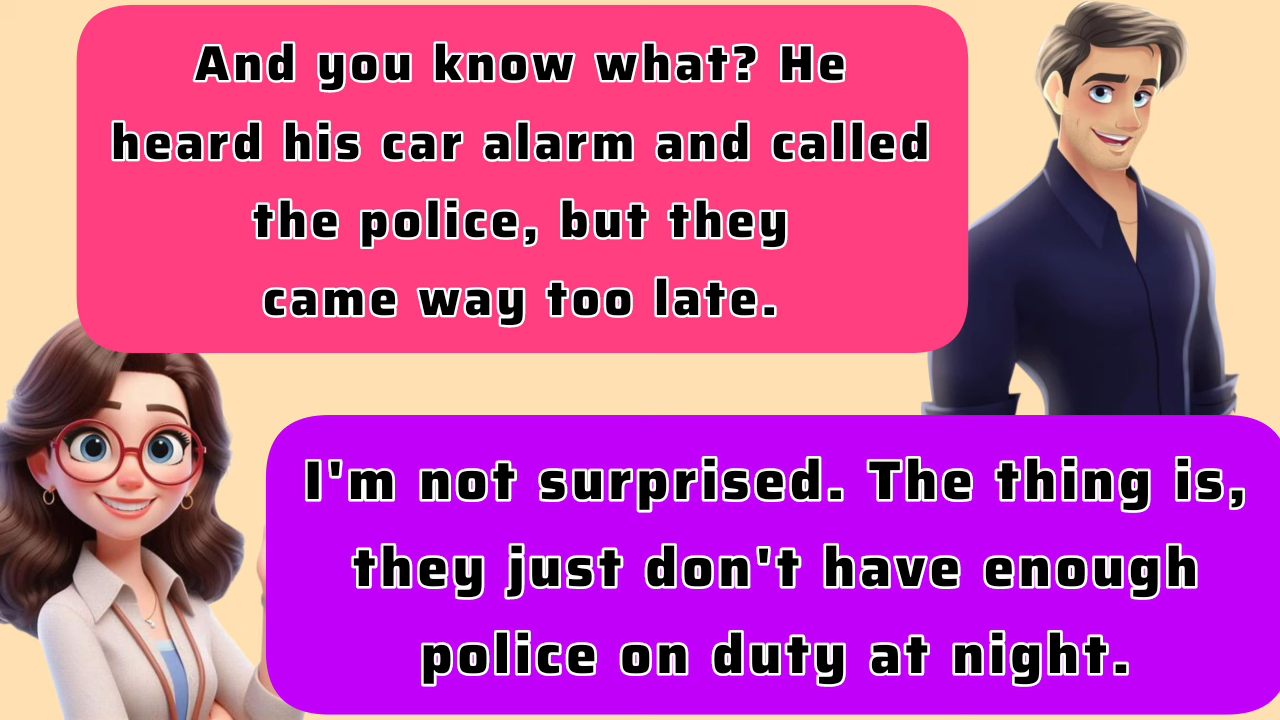 And you know what? He
heard his car alarm and called
the police, but they
came way too late.
I'm not surprised. The thing is,
they just don't have enough
police on duty at night.